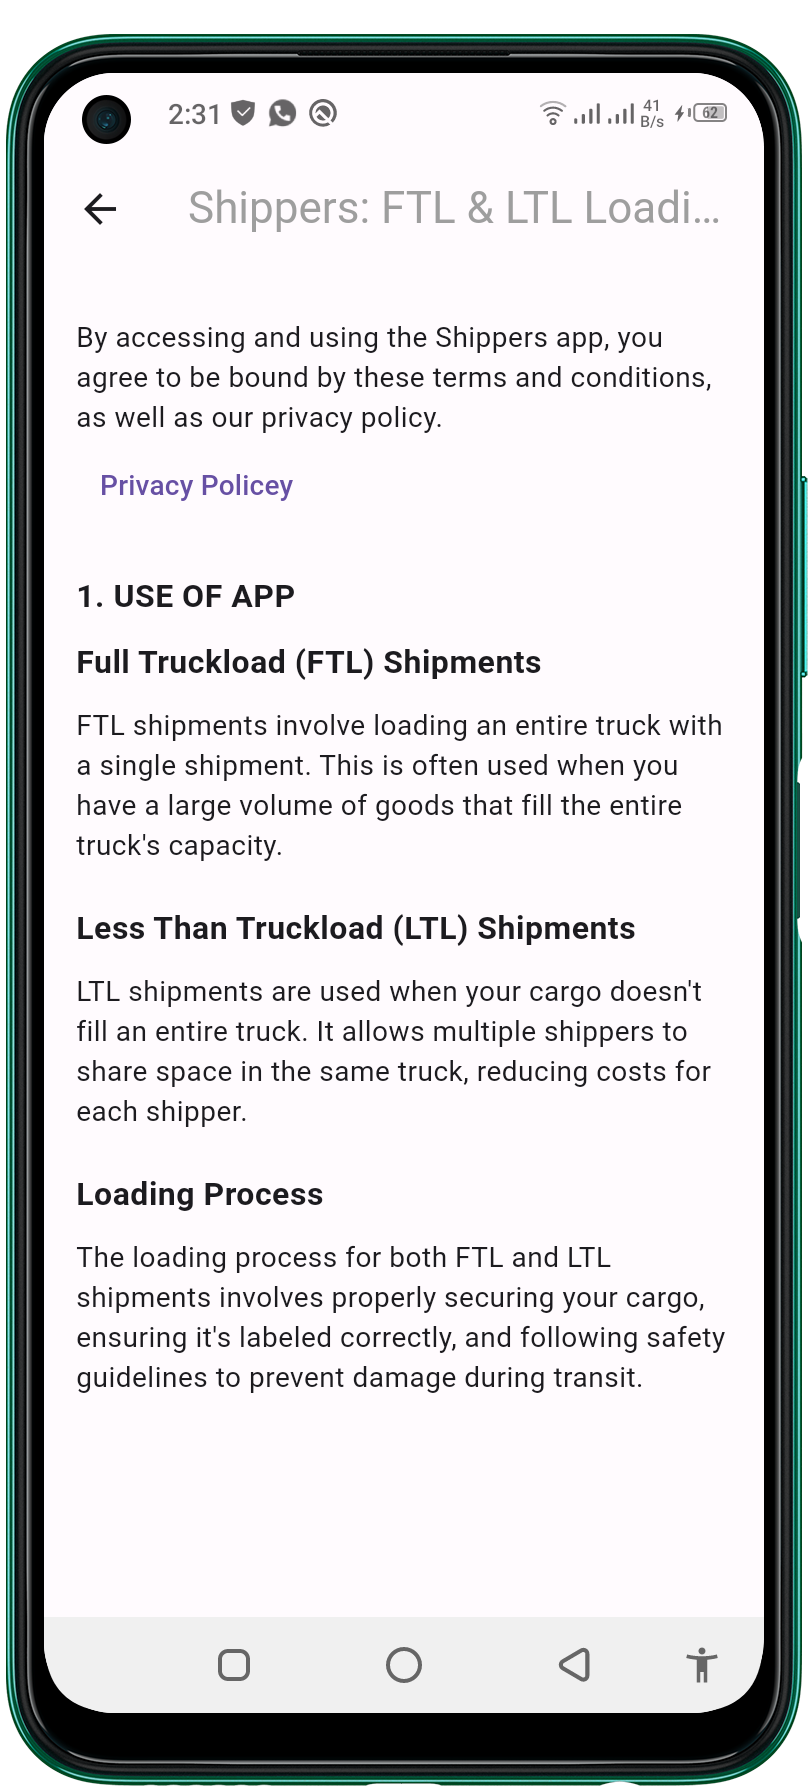 2:31
41
B/s
62
Shippers: FTL & LTL Loadi...
By accessing and using the Shippers app, you
agree to be bound by these terms and conditions,
as well as our privacy policy.
Privacy Policey
1. USE OF APP
Full Truckload (FTL) Shipments
FTL shipments involve loading an entire truck with
a single shipment. This is often used when you
have a large volume of goods that fill the entire
truck's capacity.
Less Than Truckload (LTL) Shipments
LTL shipments are used when your cargo doesn't
fill an entire truck. It allows multiple shippers to
share space in the same truck, reducing costs for
each shipper.
Loading Process
The loading process for both FTL and LTL
shipments involves properly securing your cargo,
ensuring it's labeled correctly, and following safety
guidelines to prevent damage during transit.